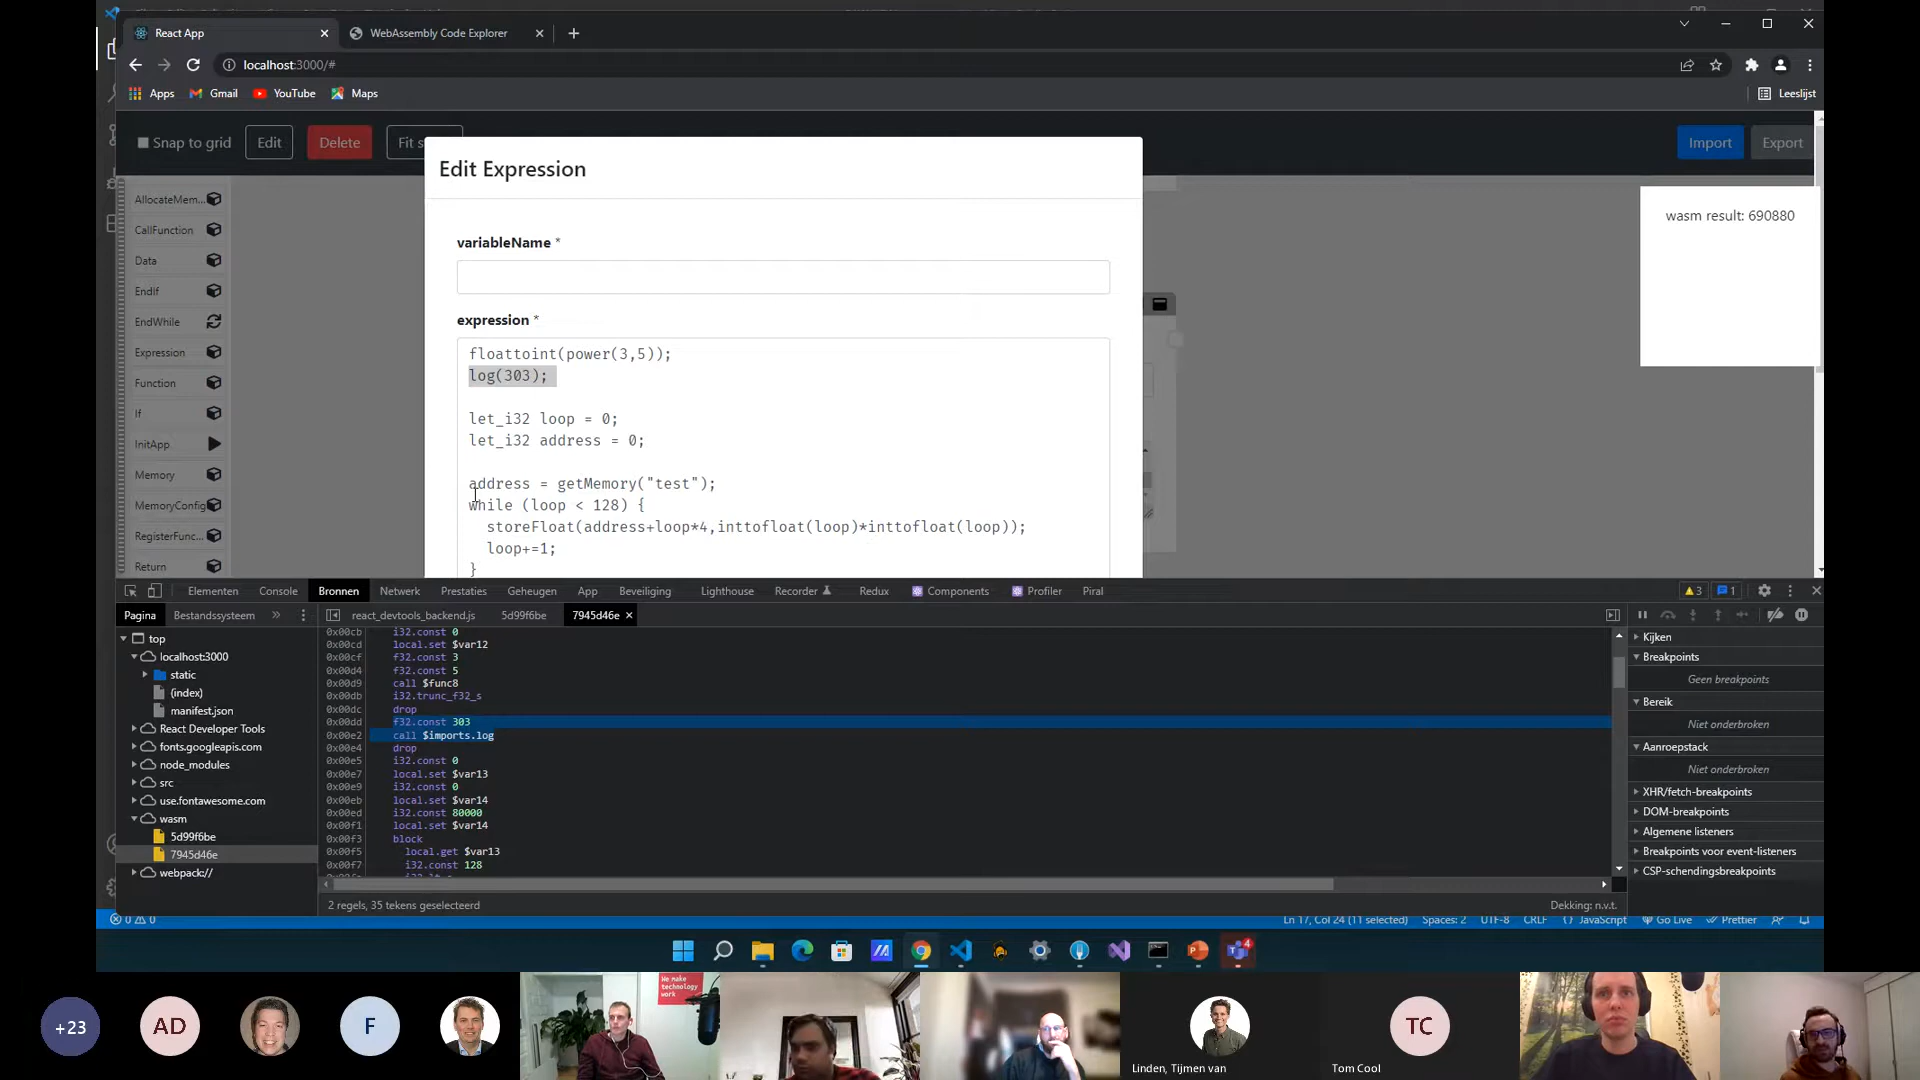 React App
WebAssembly Code Explorer
localhost:3000/#
Apps
Gmail
YouTube
Maps
Leeslijst
Snap to grid
Edit
Delete
Fit s
Import
Export
AllocateMem...
CallFunction
Data
EndIf
EndWhile
Expression
Function
If
InitApp
Memory
MemoryConfig
RegisterFunc...
Return
Edit Expression
variableName *
expression *
floattoint(power(3,5));
log(303);
let_i32 loop = 0;
let_i32 address = 0;
address = getMemory("test");
while (loop < 128) {
storeFloat(address+loop*4,inttofloat(loop)*inttofloat(loop));
loop+=1;
}
wasm result: 690880
Elementen
Console
Bronnen
Netwerk
Prestaties
Geheugen
App
Beveiliging
Lighthouse
Recorder
Redux
Components
Profiler
Piral
3
1
Pagina
Bestandssysteem
react_devtools_backend.js
5d99f6be
7945d46e
top
localhost:3000
static
(index)
manifest.json
React Developer Tools
fonts.googleapis.com
node_modules
src
use.fontawesome.com
wasm
5d99f6be
7945d46e
webpack://
0x00cb i32.const 0
0x00cd local.set $var12
0x00cf f32.const 3
0x00d4 f32.const 5
0x00d9 call $func8
0x00db i32.trunc_f32_s
0x00dc drop
0x00dd f32.const 303
0x00e2 call $imports.log
0x00e4 drop
0x00e5 i32.const 0
0x00e7 local.set $var13
0x00e9 i32.const 0
0x00eb local.set $var14
0x00ed i32.const 80000
0x00f1 local.set $var14
0x00f3 block
0x00f5 local.get $var13
0x00f7 i32.const 128
Kijken
Breakpoints
Geen breakpoints
Bereik
Niet onderbroken
Aanroepstack
Niet onderbroken
XHR/fetch-breakpoints
DOM-breakpoints
Algemene listeners
Breakpoints voor event-listeners
CSP-schendingsbreakpoints
2 regels, 35 tekens geselecteerd
Dekking: n.v.t.
0 0
Ln 17, Col 24 (11 selected)
Spaces: 2
UTF-8
CRLF
JavaScript
Go Live
Prettier
4
+23
AD
F
We make
technology
work
Linden, Tijmen van
TC
Tom Cool